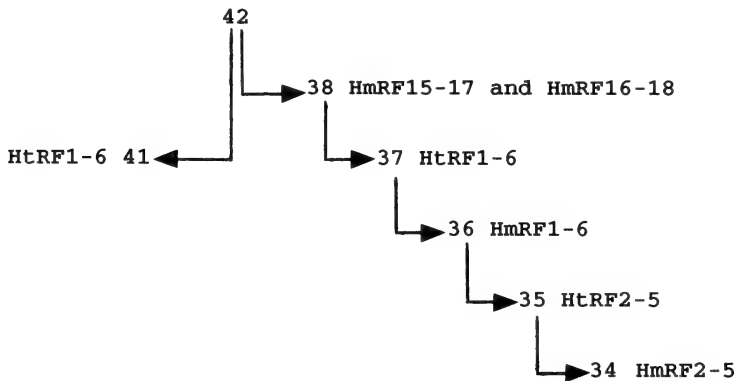 42
38 HmRF15-17 and HmRF16-18
HtRF1-6 41
37 HtRF1-6
36 HmRF1-6
35 HtRF2-5
34 HmRF2-5